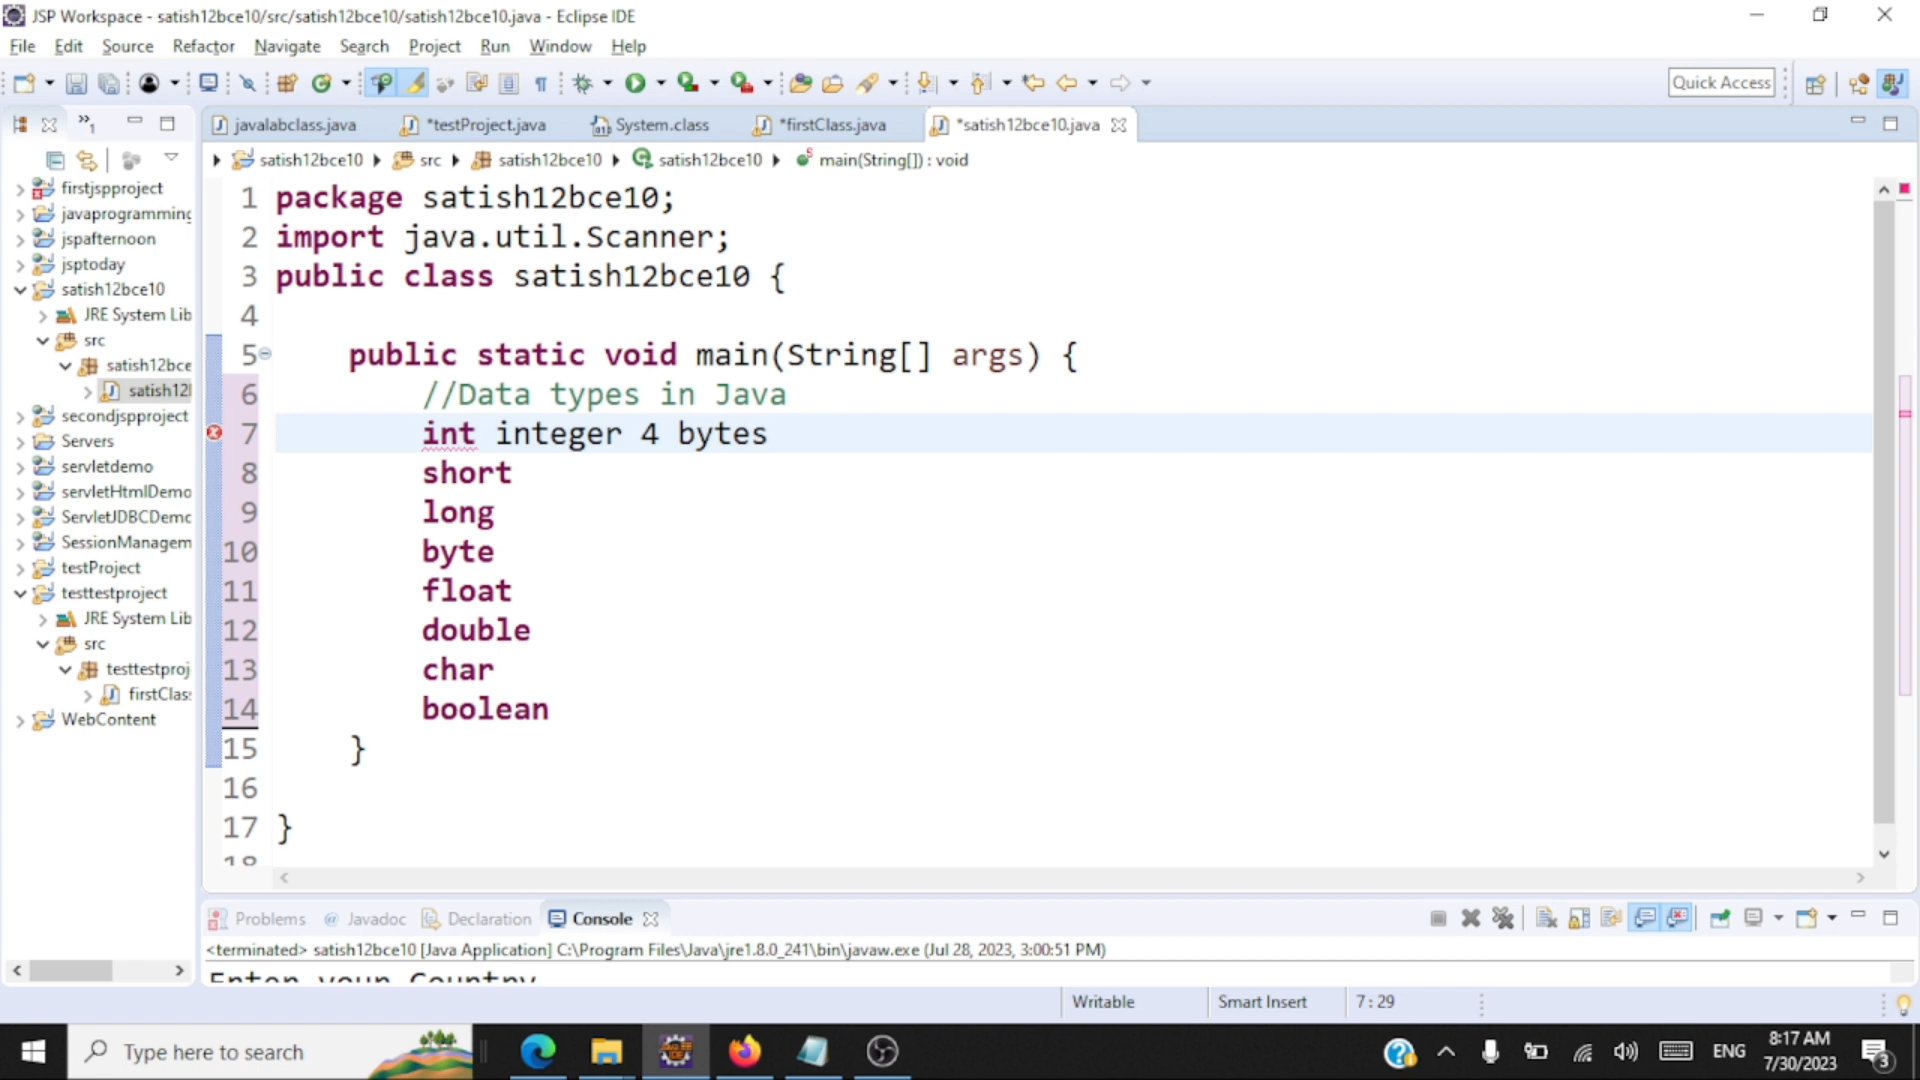 JSP Workspace - satish12bce10/src/satish12bce10/satish12bce10.java - Eclipse IDE
File Edit Source Refactor Navigate Search Project Run Window Help
Quick Access
»1
javalabclass.java *testProject.java System.class *firstClass.java *satish12bce10.java
satish12bce10 src satish12bce10 satish12bce10 main(String[]) : void
firstjspproject
javaprogramming
jspafternoon
jsptoday
satish12bce10
JRE System Lib
src
satish12bce
satish12
secondjspproject
Servers
servletdemo
servletHtmlDemo
ServletJDBCDemo
SessionManagem
testProject
testtestproject
JRE System Lib
src
testtestproj
firstClas
WebContent
1 package satish12bce10;
2 import java.util.Scanner;
3 public class satish12bce10 {
4
5 public static void main(String[] args) {
6 //Data types in Java
7 int integer 4 bytes
8 short
9 long
10 byte
11 float
12 double
13 char
14 boolean
15 }
16
17 }
18
Problems @ Javadoc Declaration Console
<terminated> satish12bce10 [Java Application] C:\Program Files\Java\jre1.8.0_241\bin\javaw.exe (Jul 28, 2023, 3:00:51 PM)
Enter your Country
Writable Smart Insert 7 : 29
Type here to search
ENG
8:17 AM
7/30/2023
3